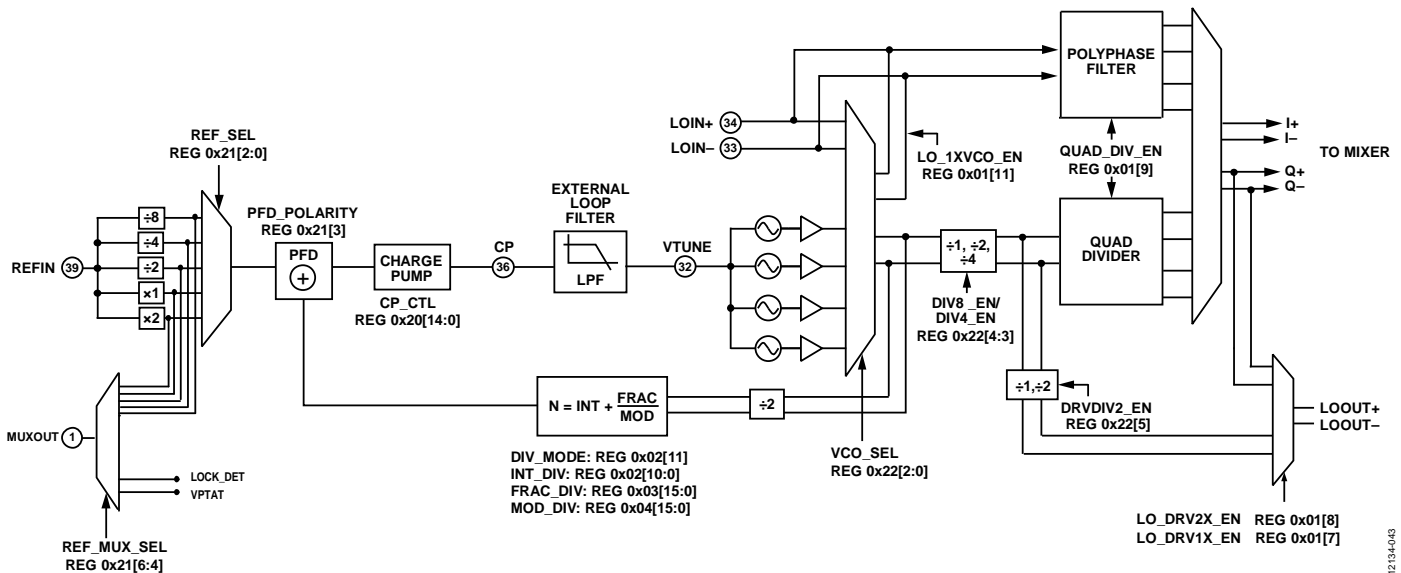 REF_SEL
REG 0x21[2:0]
÷8
÷4
÷2
×1
×2
REFIN 39
PFD_POLARITY
REG 0x21[3]
PFD
+
CHARGE
PUMP
CP_CTL
REG 0x20[14:0]
CP
36
EXTERNAL
LOOP
FILTER
LPF
VTUNE
32
LOIN+ 34
LOIN– 33
LO_1XVCO_EN
REG 0x01[11]
POLYPHASE
FILTER
QUAD_DIV_EN
REG 0x01[9]
QUAD
DIVIDER
I+
I–
Q+
Q–
TO MIXER
÷1, ÷2,
÷4
DIV8_EN/
DIV4_EN
REG 0x22[4:3]
÷1,÷2
DRVDIV2_EN
REG 0x22[5]
LOOUT+
LOOUT–
LO_DRV2X_EN REG 0x01[8]
LO_DRV1X_EN REG 0x01[7]
VCO_SEL
REG 0x22[2:0]
÷2
N = INT + FRAC
MOD
DIV_MODE: REG 0x02[11]
INT_DIV: REG 0x02[10:0]
FRAC_DIV: REG 0x03[15:0]
MOD_DIV: REG 0x04[15:0]
MUXOUT 1
LOCK_DET
VPTAT
REF_MUX_SEL
REG 0x21[6:4]
12134-043